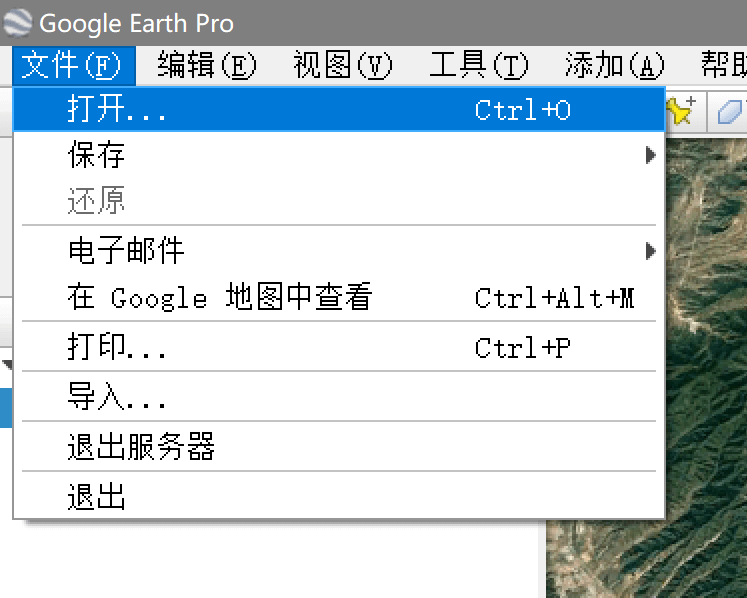 Google Earth Pro
文件(F) 编辑(E) 视图(V) 工具(T) 添加(A) 帮助
打开... Ctrl+O
保存
还原
电子邮件
在 Google 地图中查看 Ctrl+Alt+M
打印... Ctrl+P
导入...
退出服务器
退出